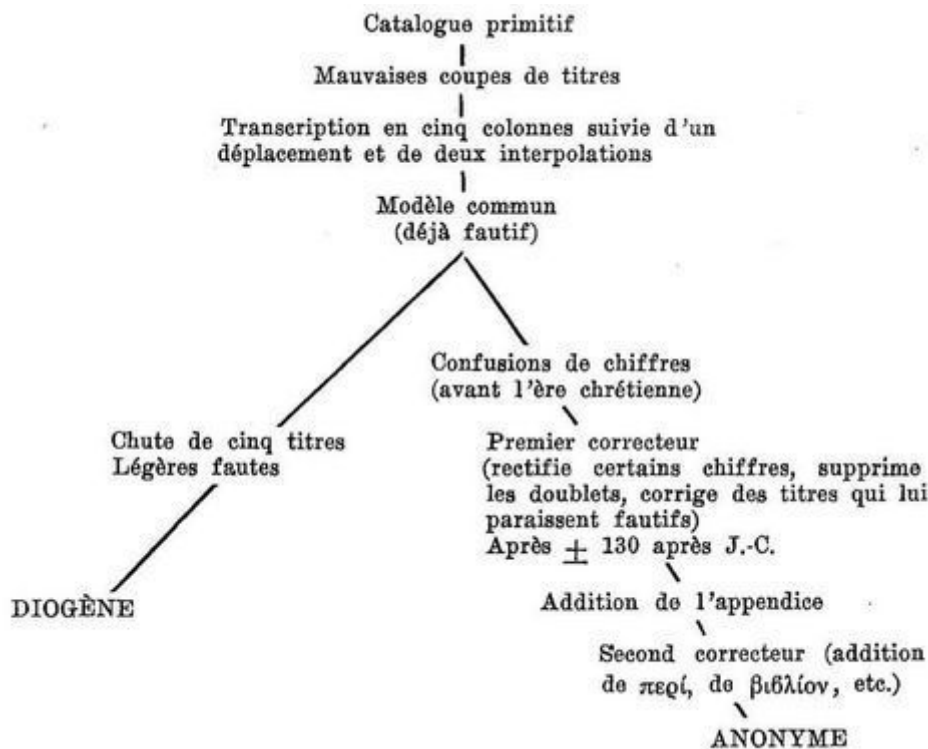 Catalogue primitif
Mauvaises coupes de titres
Transcription en cinq colonnes suivie d'un
déplacement et de deux interpolations
Modèle commun
(déjà fautif)
Confusions de chiffres
(avant l'ère chrétienne)
Chute de cinq titres
Légères fautes
Premier correcteur
(rectifie certains chiffres, supprime
les doublets, corrige des titres qui lui
paraissent fautifs)
Après ± 130 après J.-C.
DIOGÈNE
Addition de l'appendice
Second correcteur (addition
de περί, de βιϐλίον, etc.)
ANONYME